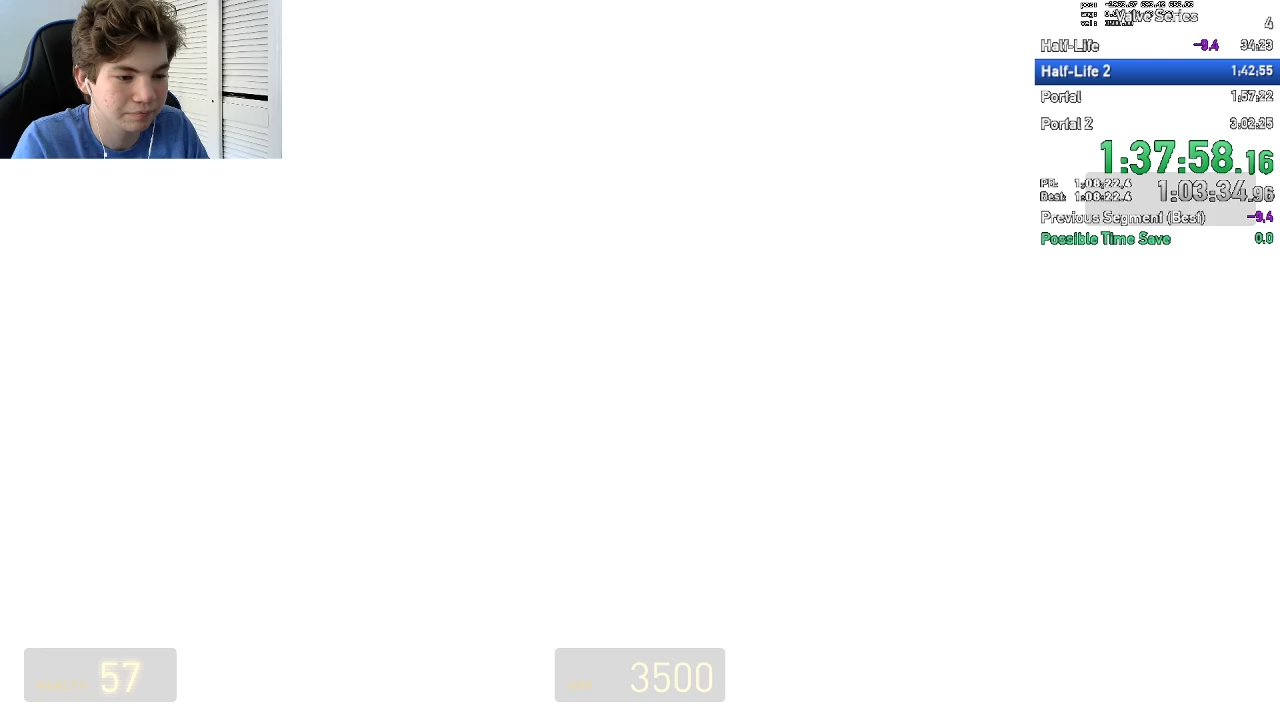 Valve Series
4
Half-Life -9.4 34:23
Half-Life 2 1:42:55
Portal 1:57:22
Portal 2 3:02:25
1:37:58.16
PB: 1:08:22.4
Best: 1:08:22.4
1:03:34.96
Previous Segment (Best) -9.4
Possible Time Save 0.0
57
3500